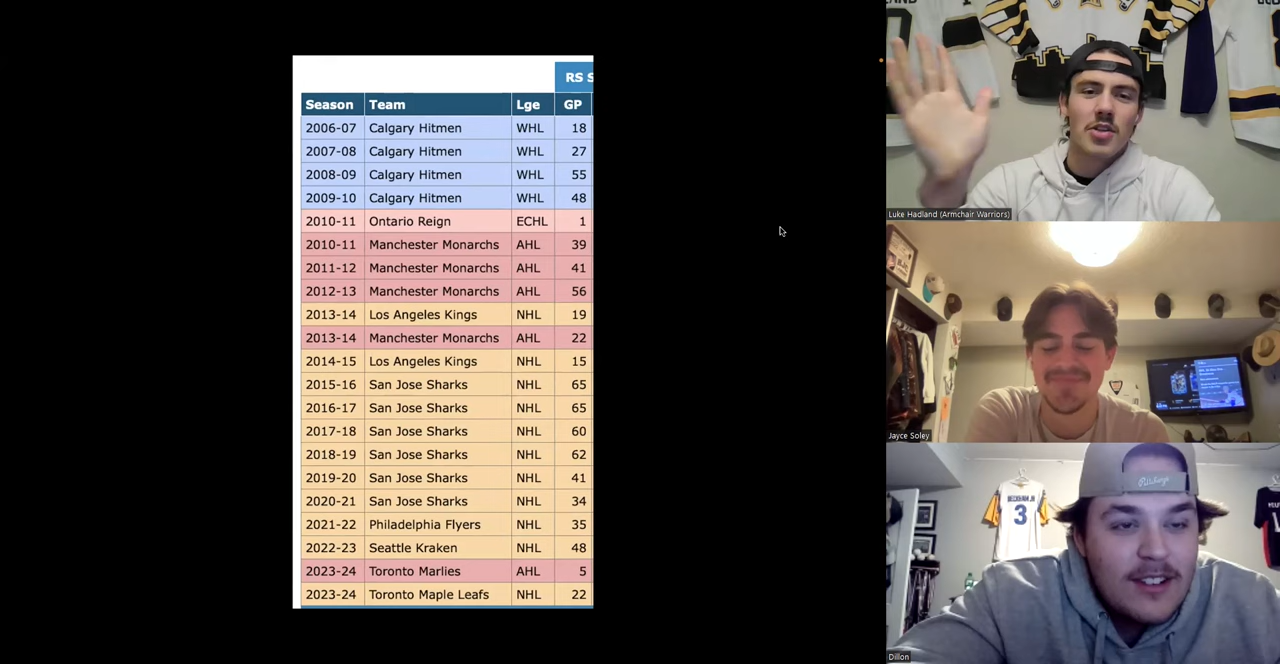 RS S
Season Team Lge GP
2006-07 Calgary Hitmen WHL 18
2007-08 Calgary Hitmen WHL 27
2008-09 Calgary Hitmen WHL 55
2009-10 Calgary Hitmen WHL 48
2010-11 Ontario Reign ECHL 1
2010-11 Manchester Monarchs AHL 39
2011-12 Manchester Monarchs AHL 41
2012-13 Manchester Monarchs AHL 56
2013-14 Los Angeles Kings NHL 19
2013-14 Manchester Monarchs AHL 22
2014-15 Los Angeles Kings NHL 15
2015-16 San Jose Sharks NHL 65
2016-17 San Jose Sharks NHL 65
2017-18 San Jose Sharks NHL 60
2018-19 San Jose Sharks NHL 62
2019-20 San Jose Sharks NHL 41
2020-21 San Jose Sharks NHL 34
2021-22 Philadelphia Flyers NHL 35
2022-23 Seattle Kraken NHL 48
2023-24 Toronto Marlies AHL 5
2023-24 Toronto Maple Leafs NHL 22
Luke Hadland (Armchair Warriors)
Jayce Soley
BECKHAM JR
3
Dillon